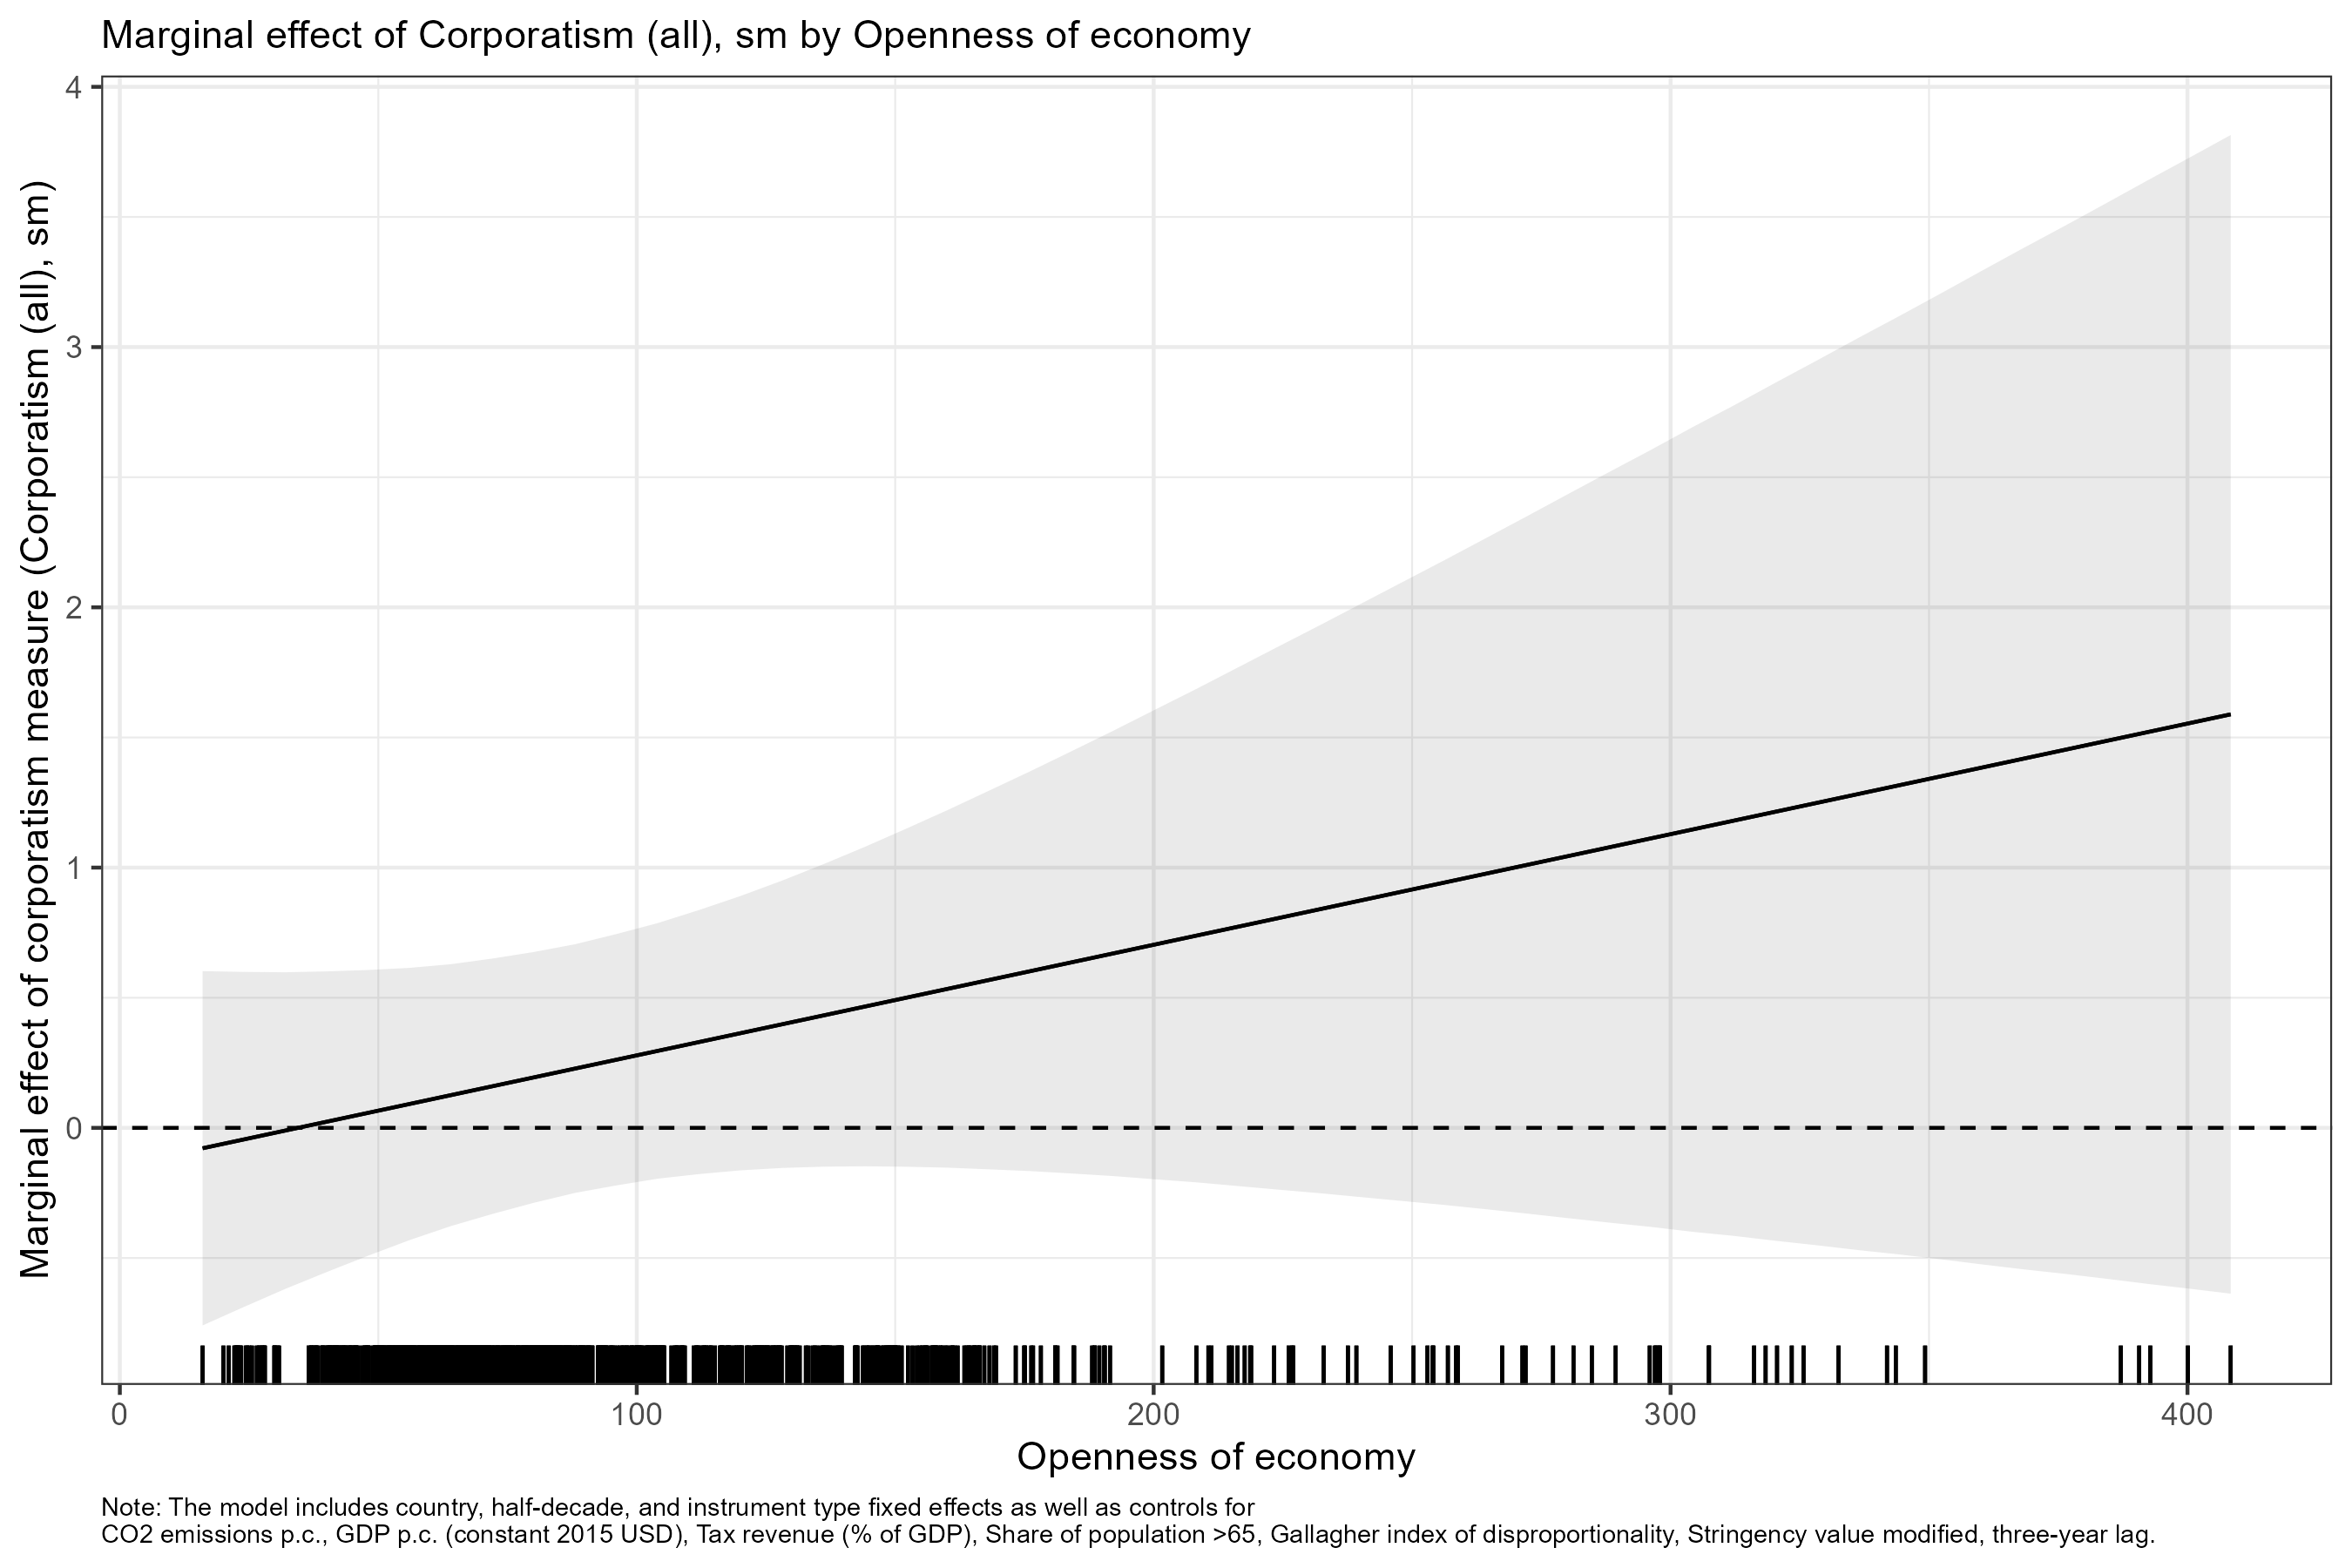 Marginal effect of Corporatism (all), sm by Openness of economy
Marginal effect of corporatism measure (Corporatism (all), sm)
4
3
2
1
0
0
100
200
300
400
Openness of economy
Note: The model includes country, half-decade, and instrument type fixed effects as well as controls for
CO2 emissions p.c., GDP p.c. (constant 2015 USD), Tax revenue (% of GDP), Share of population >65, Gallagher index of disproportionality, Stringency value modified, three-year lag.